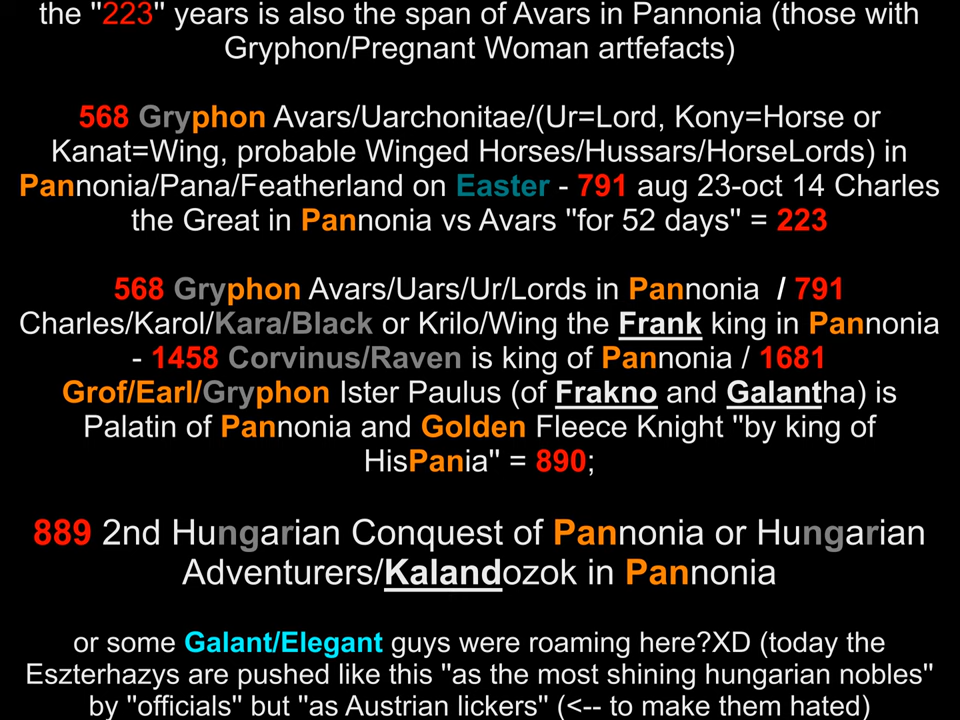 the "223" years is also the span of Avars in Pannonia (those with
Gryphon/Pregnant Woman artfefacts)
568 Gryphon Avars/Uarchonitae/(Ur=Lord, Kony=Horse or
Kanat=Wing, probable Winged Horses/Hussars/HorseLords) in
Pannonia/Pana/Featherland on Easter - 791 aug 23-oct 14 Charles
the Great in Pannonia vs Avars "for 52 days" = 223
568 Gryphon Avars/Uars/Ur/Lords in Pannonia / 791
Charles/Karol/Kara/Black or Krilo/Wing the Frank king in Pannonia
- 1458 Corvinus/Raven is king of Pannonia / 1681
Grof/Earl/Gryphon Ister Paulus (of Frakno and Galantha) is
Palatin of Pannonia and Golden Fleece Knight "by king of
HisPania" = 890;
889 2nd Hungarian Conquest of Pannonia or Hungarian
Adventurers/Kalandozok in Pannonia
or some Galant/Elegant guys were roaming here?XD (today the
Eszterhazys are pushed like this "as the most shining hungarian nobles"
by "officials" but "as Austrian lickers" (<-- to make them hated)